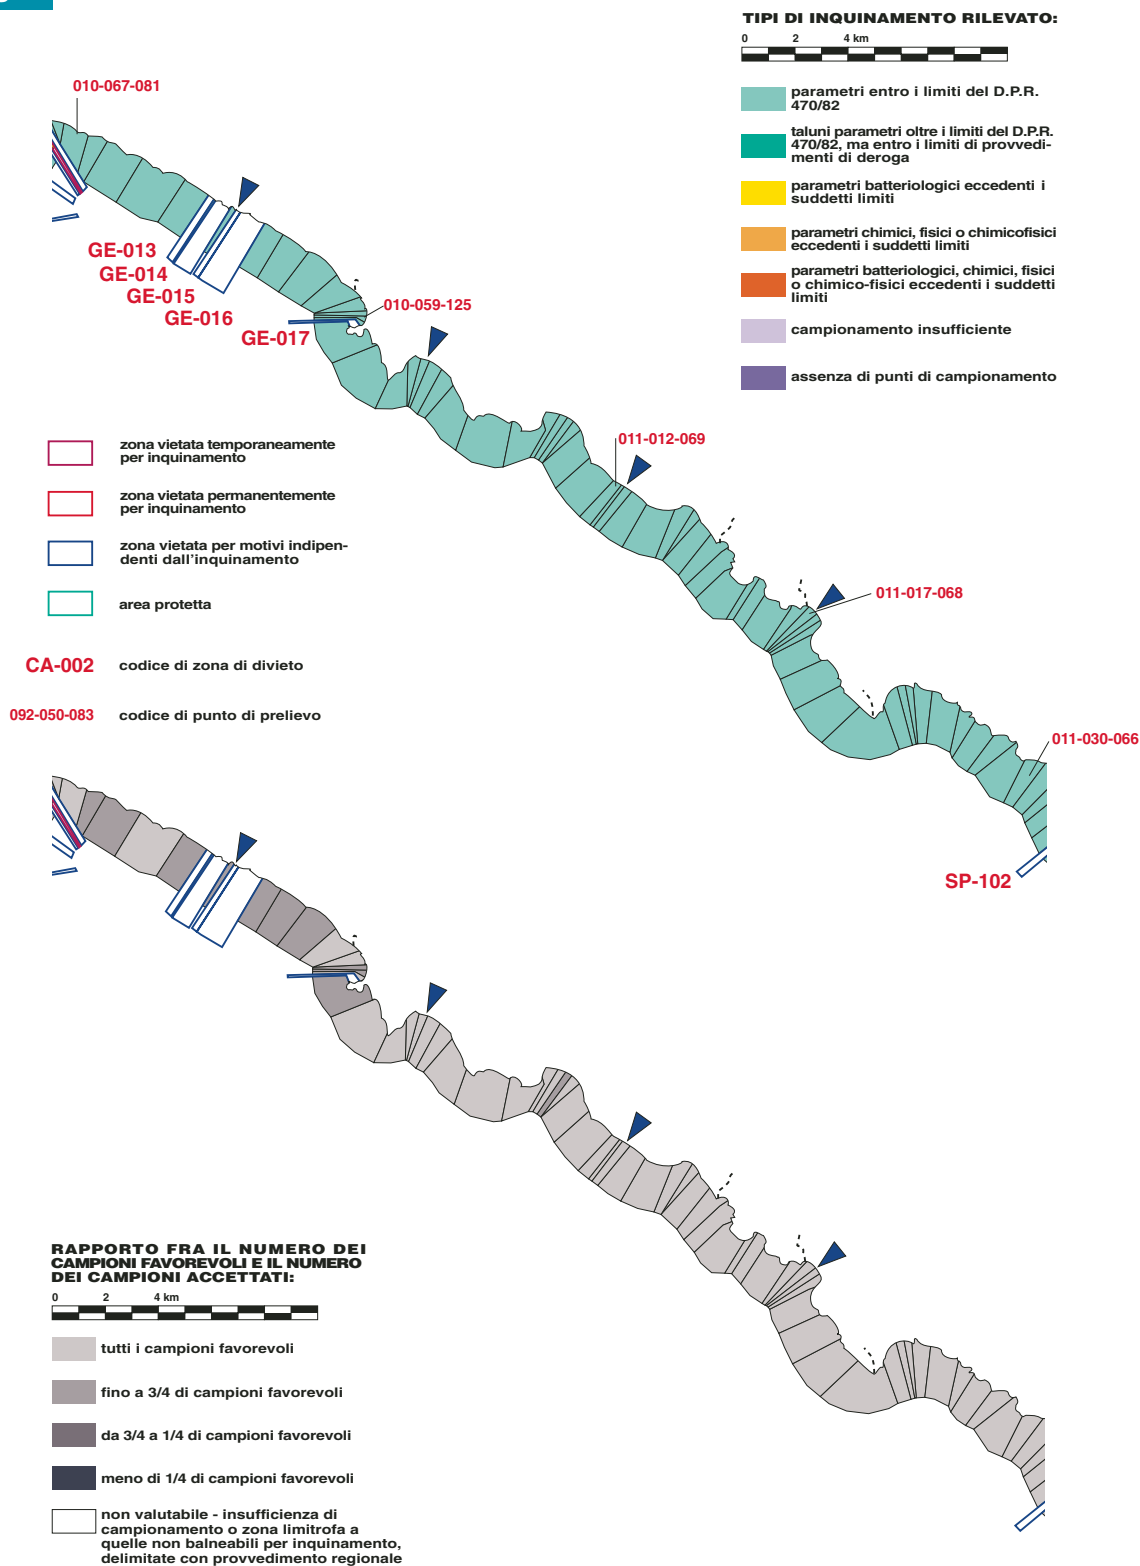 TIPI DI INQUINAMENTO RILEVATO:
0 2 4 km
parametri entro i limiti del D.P.R.
470/82
taluni parametri oltre i limiti del D.P.R.
470/82, ma entro i limiti di provvedi-
menti di deroga
parametri batteriologici eccedenti i
suddetti limiti
parametri chimici, fisici o chimicofisici
eccedenti i suddetti limiti
parametri batteriologici, chimici, fisici
o chimico-fisici eccedenti i suddetti
limiti
campionamento insufficiente
assenza di punti di campionamento
010-067-081
GE-013
GE-014
GE-015
GE-016
GE-017
010-059-125
011-012-069
011-017-068
011-030-066
SP-102
zona vietata temporaneamente
per inquinamento
zona vietata permanentemente
per inquinamento
zona vietata per motivi indipen-
denti dall'inquinamento
area protetta
CA-002 codice di zona di divieto
092-050-083 codice di punto di prelievo
RAPPORTO FRA IL NUMERO DEI
CAMPIONI FAVOREVOLI E IL NUMERO
DEI CAMPIONI ACCETTATI:
0 2 4 km
tutti i campioni favorevoli
fino a 3/4 di campioni favorevoli
da 3/4 a 1/4 di campioni favorevoli
meno di 1/4 di campioni favorevoli
non valutabile - insufficienza di
campionamento o zona limitrofa a
quelle non balneabili per inquinamento,
delimitate con provvedimento regionale